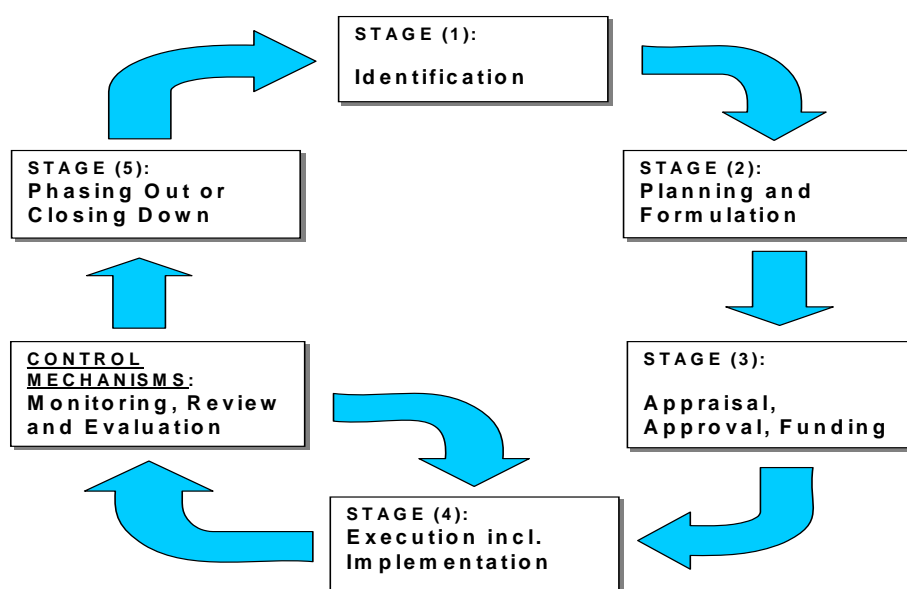 STAGE (1):
Identification
STAGE (2):
Planning and
Formulation
STAGE (3):
Appraisal,
Approval, Funding
STAGE (4):
Execution incl.
Implementation
CONTROL
MECHANISMS:
Monitoring, Review
and Evaluation
STAGE (5):
Phasing Out or
Closing Down